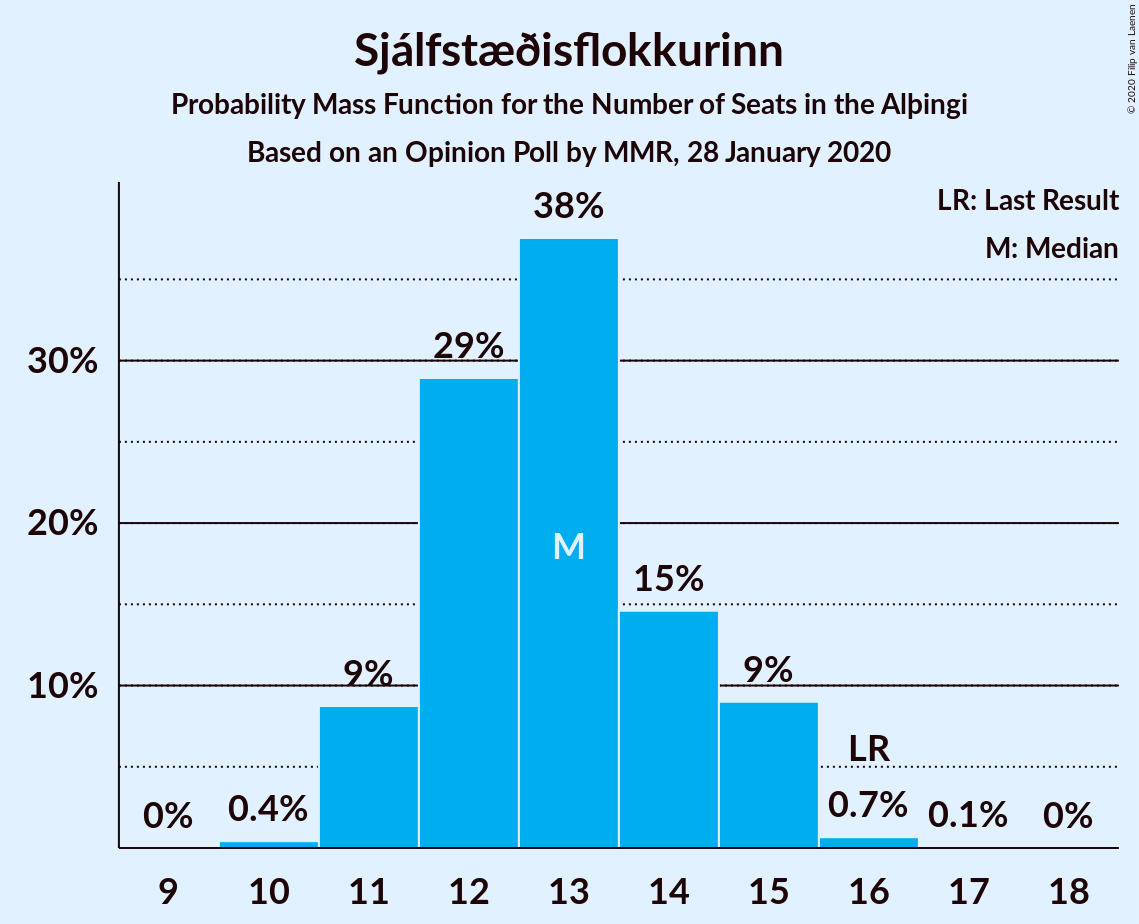 Sjálfstæðisflokkurinn
Probability Mass Function for the Number of Seats in the Alþingi
Based on an Opinion Poll by MMR, 28 January 2020
© 2020 Filip van Laenen
LR: Last Result
M: Median
38%
29%
30%
20%
M
15%
9%
9%
10%
LR
0%
0.4%
0.7%
0.1%
0%
9 10 11 12 13 14 15 16 17 18